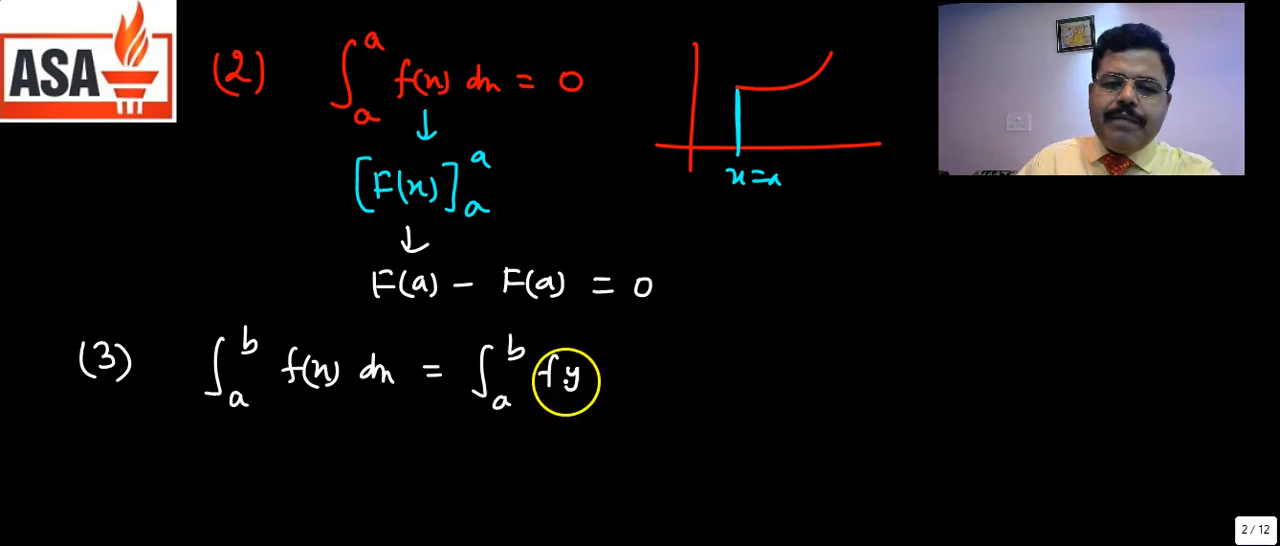 ASA
(2) ∫ₐᵃ f(x) dx = 0
↓
[F(x)]ₐᵃ
x=a
↓
F(a) - F(a) = 0
(3) ∫ₐᵇ f(x) dx = ∫ₐᵇ f y
2 / 12